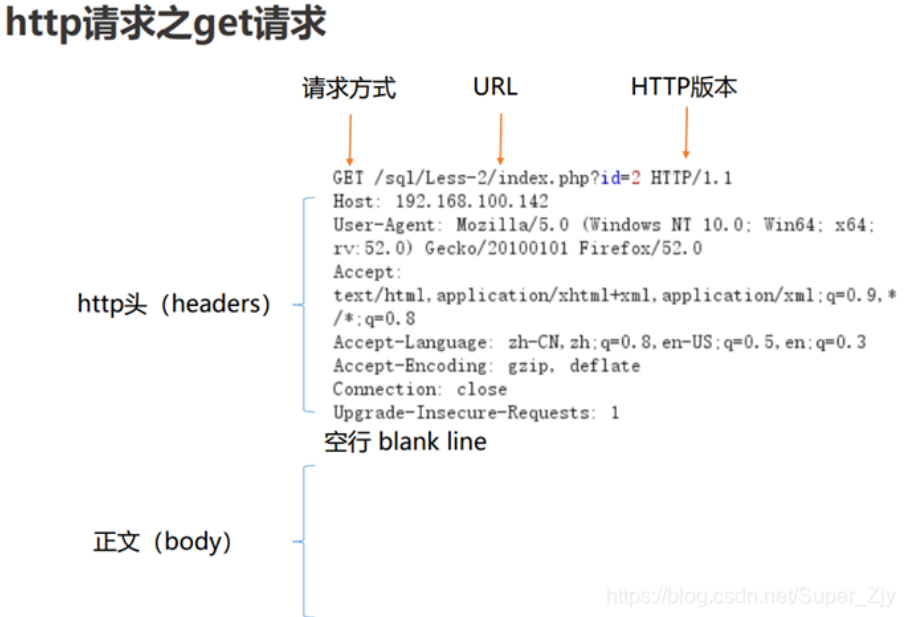 http请求之get请求
请求方式 URL HTTP版本
GET /sql/Less-2/index.php?id=2 HTTP/1.1
Host: 192.168.100.142
User-Agent: Mozilla/5.0 (Windows NT 10.0; Win64; x64;
rv:52.0) Gecko/20100101 Firefox/52.0
Accept:
text/html,application/xhtml+xml,application/xml;q=0.9,*
/*;q=0.8
http头（headers）
Accept-Language: zh-CN,zh;q=0.8,en-US;q=0.5,en;q=0.3
Accept-Encoding: gzip, deflate
Connection: close
Upgrade-Insecure-Requests: 1
空行 blank line
正文（body）
https://blog.csdn.net/Super_Zjy